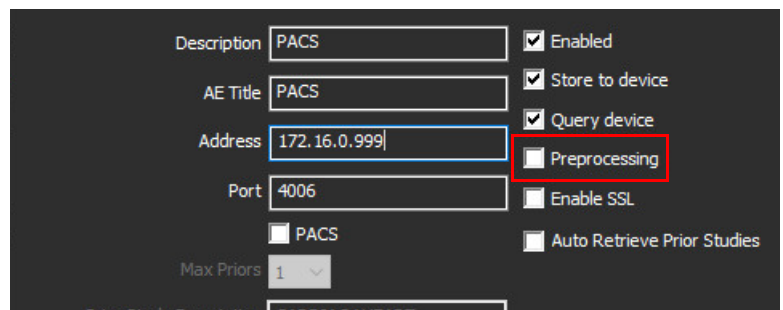 Description PACS
Enabled
AE Title PACS
Store to device
Query device
Address 172.16.0.999
Preprocessing
Port 4006
Enable SSL
PACS
Auto Retrieve Prior Studies
Max Priors 1